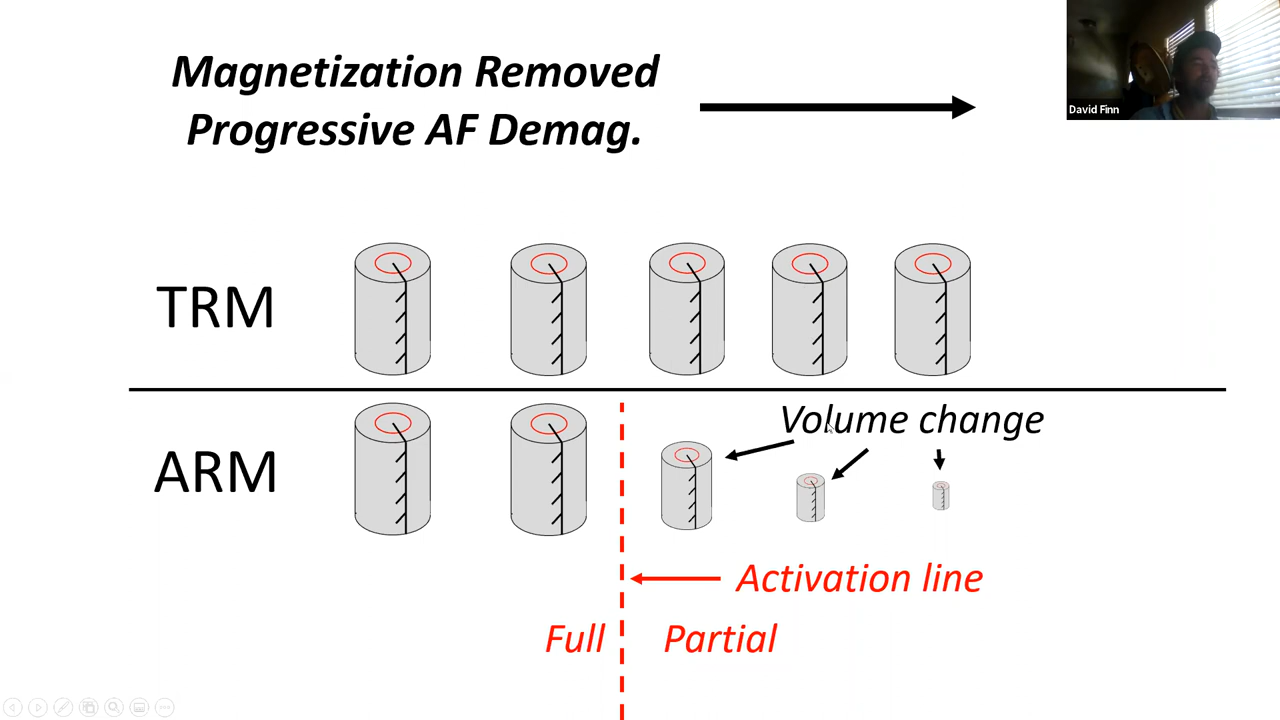 Magnetization Removed
Progressive AF Demag.
David Finn
TRM
Volume change
ARM
Activation line
Full
Partial